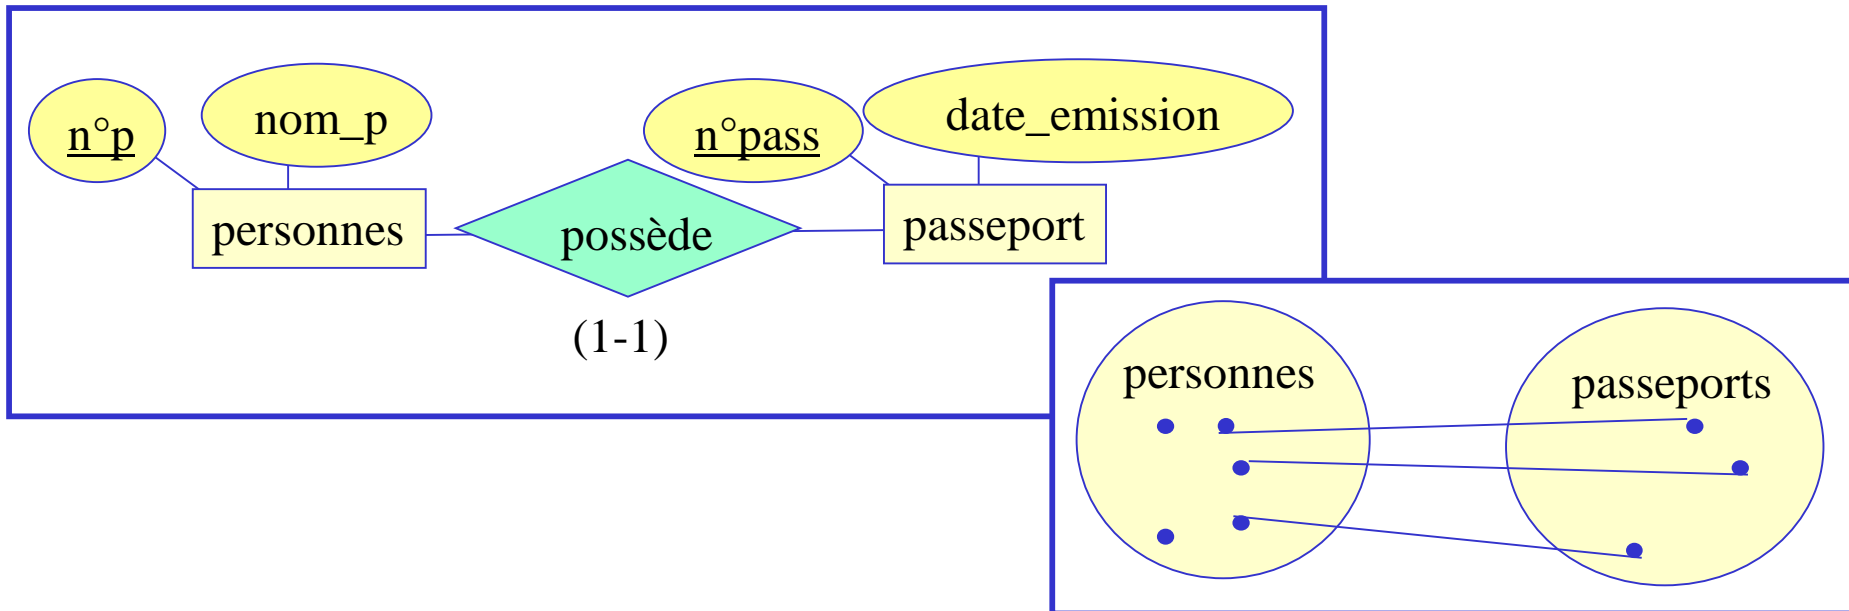 n°p
nom_p
n°pass
date_emission
personnes
possède
passeport
(1-1)
personnes
passeports